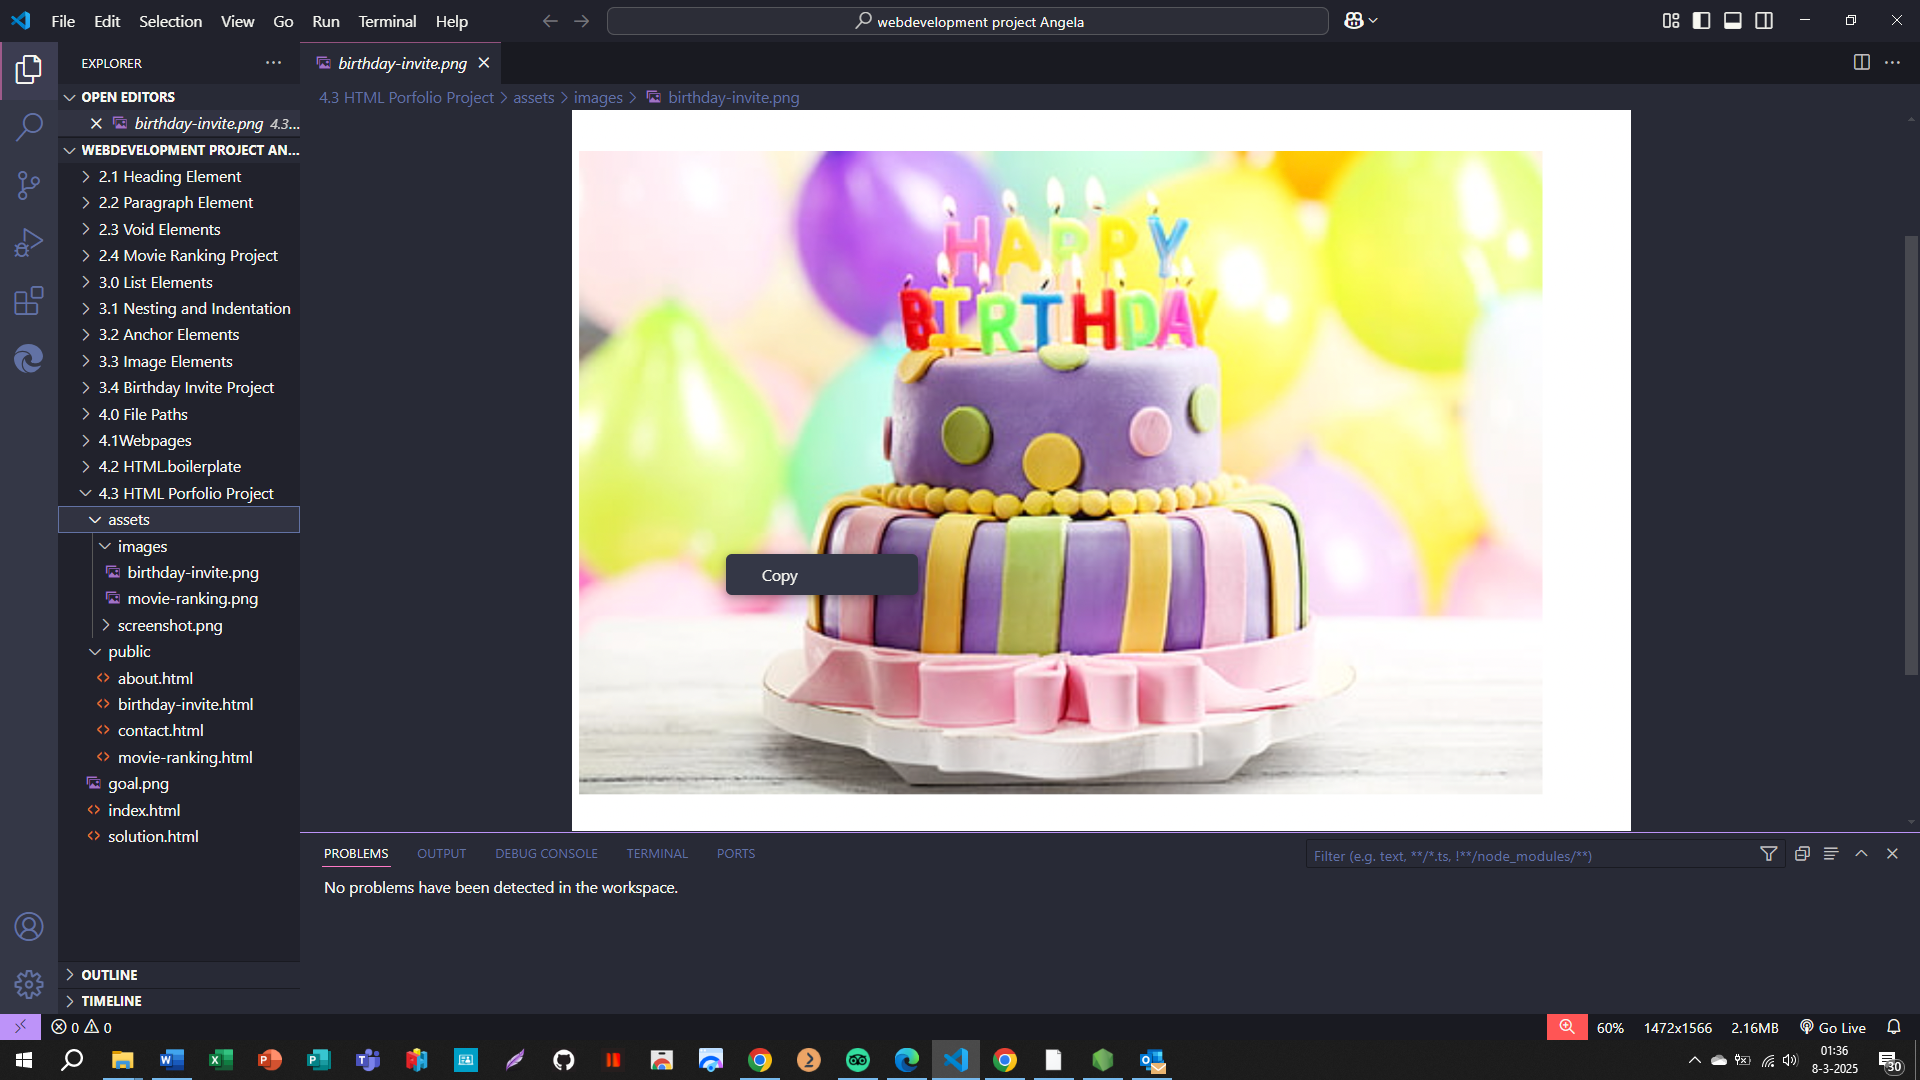 File Edit Selection View Go Run Terminal Help
webdevelopment project Angela
EXPLORER
OPEN EDITORS
birthday-invite.png 4.3...
WEBDEVELOPMENT PROJECT AN...
2.1 Heading Element
2.2 Paragraph Element
2.3 Void Elements
2.4 Movie Ranking Project
3.0 List Elements
3.1 Nesting and Indentation
3.2 Anchor Elements
3.3 Image Elements
3.4 Birthday Invite Project
4.0 File Paths
4.1Webpages
4.2 HTML.boilerplate
4.3 HTML Porfolio Project
assets
images
birthday-invite.png
movie-ranking.png
screenshot.png
public
about.html
birthday-invite.html
contact.html
movie-ranking.html
goal.png
index.html
solution.html
OUTLINE
TIMELINE
birthday-invite.png
4.3 HTML Porfolio Project > assets > images > birthday-invite.png
HAPPY
BIRTHDAY
Copy
PROBLEMS OUTPUT DEBUG CONSOLE TERMINAL PORTS
Filter (e.g. text, **/*.ts, !**/node_modules/**)
No problems have been detected in the workspace.
0 0
60% 1472x1566 2.16MB Go Live
01:36
8-3-2025
30